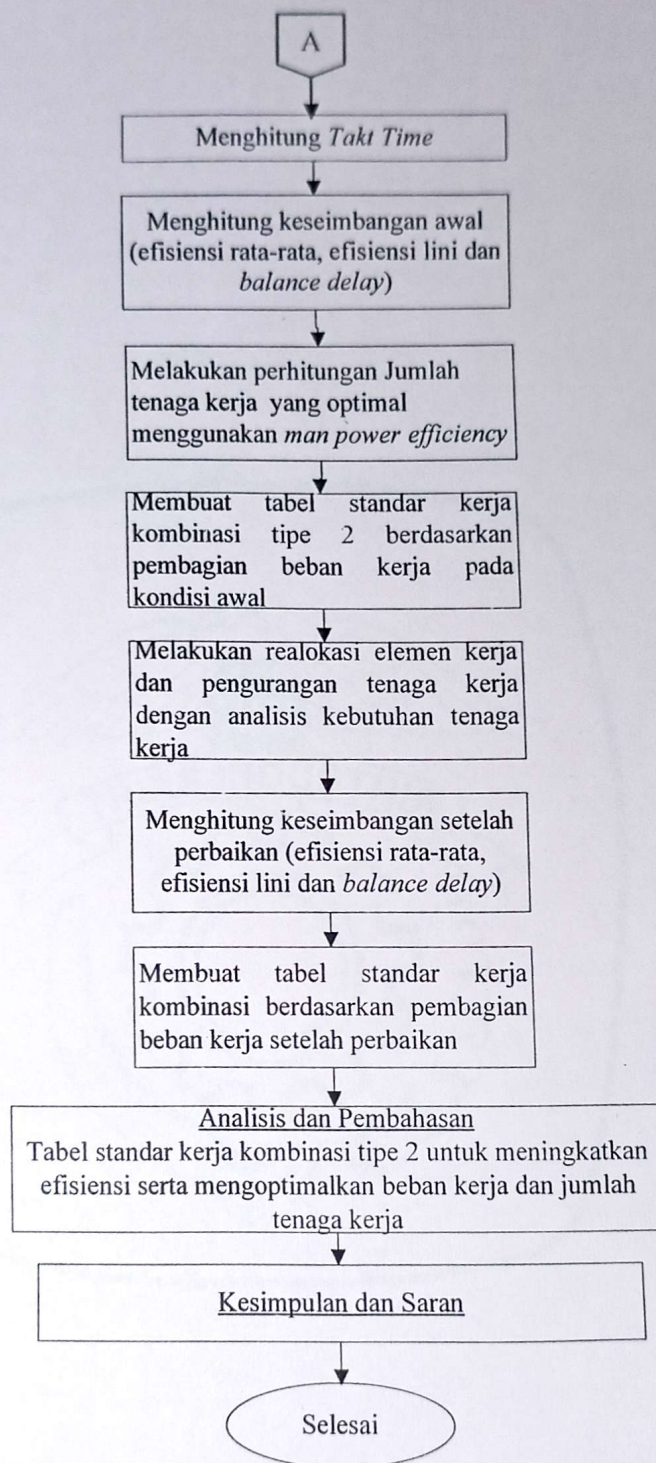 A
Menghitung Takt Time
Menghitung keseimbangan awal
(efisiensi rata-rata, efisiensi lini dan
balance delay)
Melakukan perhitungan Jumlah
tenaga kerja yang optimal
menggunakan man power efficiency
Membuat tabel standar kerja
kombinasi tipe 2 berdasarkan
pembagian beban kerja pada
kondisi awal
Melakukan realokasi elemen kerja
dan pengurangan tenaga kerja
dengan analisis kebutuhan tenaga
kerja
Menghitung keseimbangan setelah
perbaikan (efisiensi rata-rata,
efisiensi lini dan balance delay)
Membuat tabel standar kerja
kombinasi berdasarkan pembagian
beban kerja setelah perbaikan
Analisis dan Pembahasan
Tabel standar kerja kombinasi tipe 2 untuk meningkatkan
efisiensi serta mengoptimalkan beban kerja dan jumlah
tenaga kerja
Kesimpulan dan Saran
Selesai